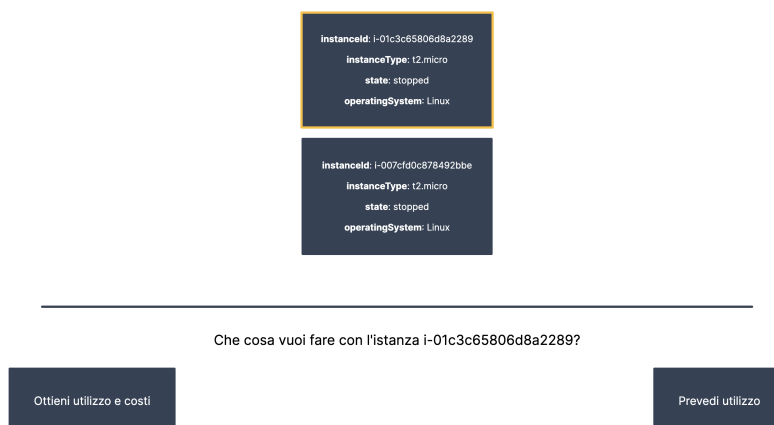 instanceId: i-01c3c65806d8a2289
instanceType: t2.micro
state: stopped
operatingSystem: Linux
instanceId: i-007cfd0c878492bbe
instanceType: t2.micro
state: stopped
operatingSystem: Linux
Che cosa vuoi fare con l'istanza i-01c3c65806d8a2289?
Ottieni utilizzo e costi
Prevedi utilizzo